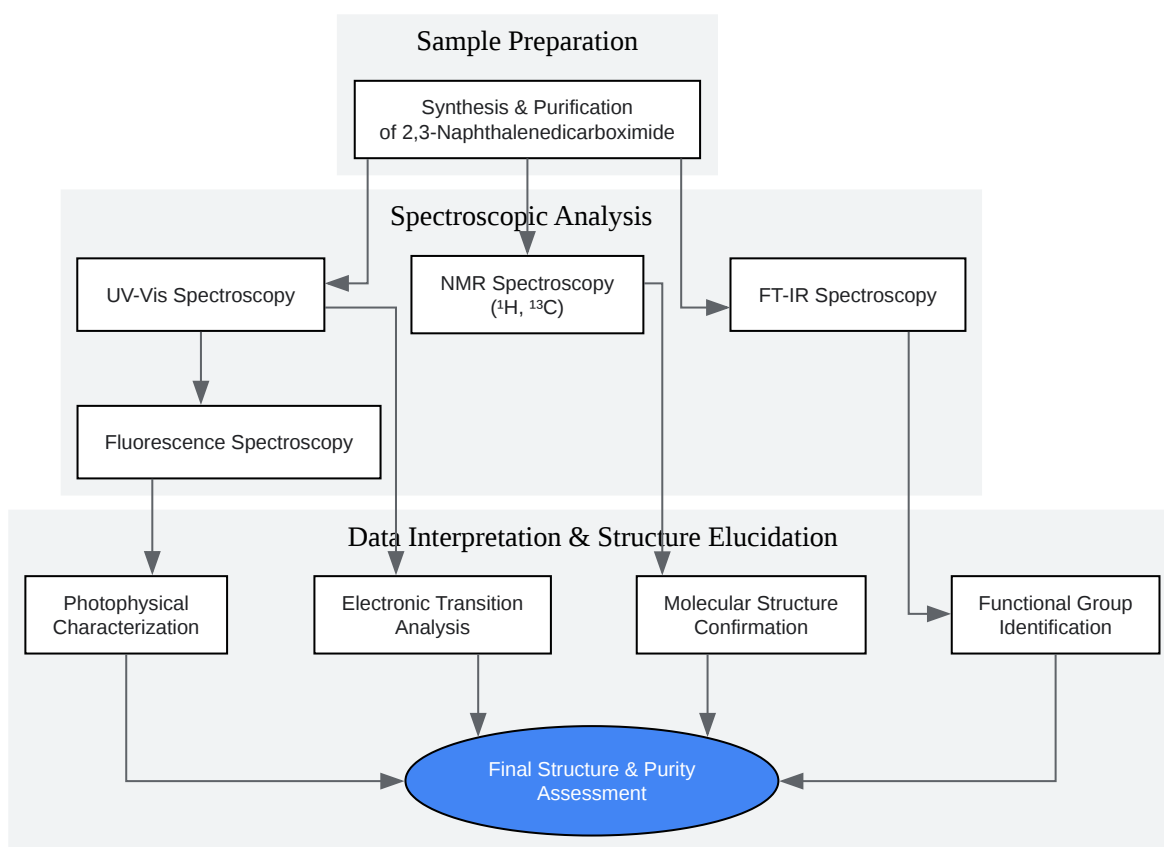 Sample Preparation
Synthesis & Purification
of 2,3-Naphthalenedicarboximide
Spectroscopic Analysis
UV-Vis Spectroscopy
NMR Spectroscopy
(¹H, ¹³C)
FT-IR Spectroscopy
Fluorescence Spectroscopy
Data Interpretation & Structure Elucidation
Photophysical
Characterization
Electronic Transition
Analysis
Molecular Structure
Confirmation
Functional Group
Identification
Final Structure & Purity
Assessment